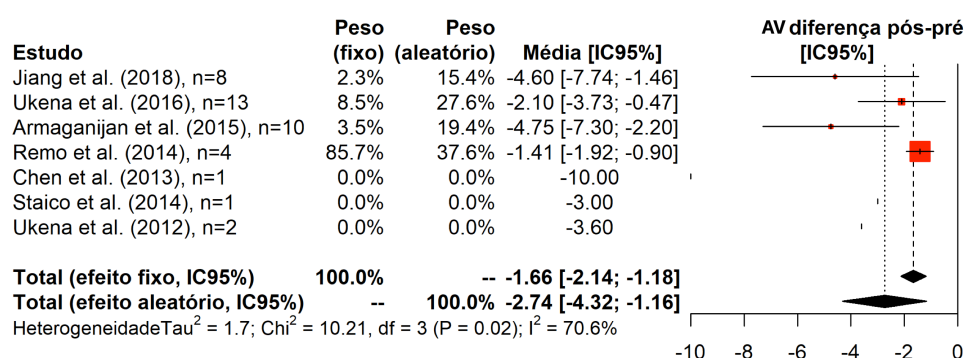 Peso Peso AV diferença pós-pré
Estudo (fixo) (aleatório) Média [IC95%] [IC95%]
Jiang et al. (2018), n=8 2.3% 15.4% -4.60 [-7.74; -1.46]
Ukena et al. (2016), n=13 8.5% 27.6% -2.10 [-3.73; -0.47]
Armaganijan et al. (2015), n=10 3.5% 19.4% -4.75 [-7.30; -2.20]
Remo et al. (2014), n=4 85.7% 37.6% -1.41 [-1.92; -0.90]
Chen et al. (2013), n=1 0.0% 0.0% -10.00
Staico et al. (2014), n=1 0.0% 0.0% -3.00
Ukena et al. (2012), n=2 0.0% 0.0% -3.60
Total (efeito fixo, IC95%) 100.0% -- -1.66 [-2.14; -1.18]
Total (efeito aleatório, IC95%) -- 100.0% -2.74 [-4.32; -1.16]
HeterogeneidadeTau² = 1.7; Chi² = 10.21, df = 3 (P = 0.02); I² = 70.6%
-10 -8 -6 -4 -2 0